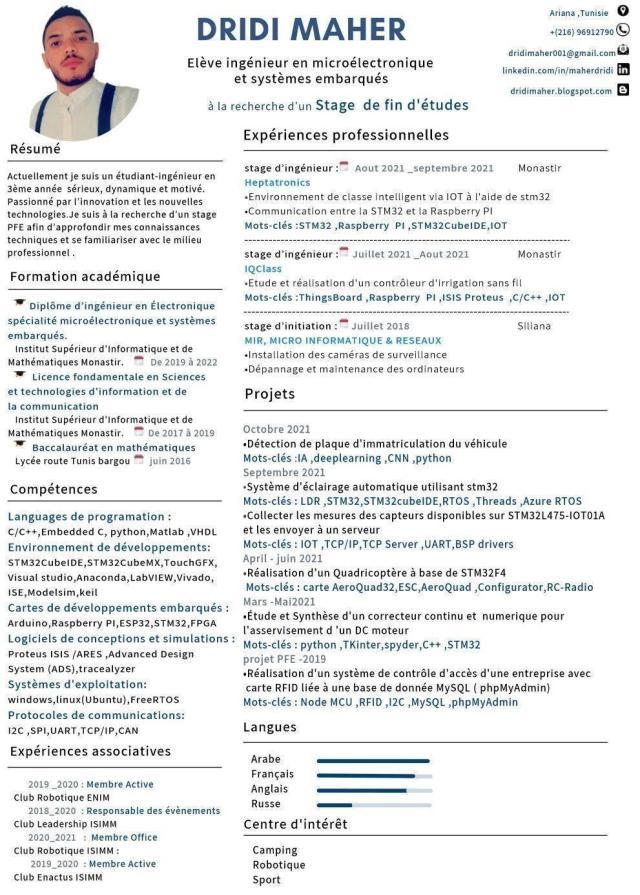 DRIDI MAHER
Elève ingénieur en microélectronique
et systèmes embarqués
à la recherche d'un Stage de fin d'études
Ariana ,Tunisie
+(216) 96912790
dridimaher001@gmail.com
linkedin.com/in/maherdridi
dridimaher.blogspot.com
Résumé
Actuellement je suis un étudiant-ingénieur en
3ème année sérieux, dynamique et motivé.
Passionné par l'innovation et les nouvelles
technologies.Je suis à la recherche d'un stage
PFE afin d'approfondir mes connaissances
techniques et se familiariser avec le milieu
professionnel .
Formation académique
Diplôme d'ingénieur en Électronique
spécialité microélectronique et systèmes
embarqués.
Institut Supérieur d'Informatique et de
Mathématiques Monastir. De 2019 à 2022
Licence fondamentale en Sciences
et technologies d'information et de
la communication
Institut Supérieur d'Informatique et de
Mathématiques Monastir. De 2017 à 2019
Baccalauréat en mathématiques
Lycée route Tunis bargou juin 2016
Compétences
Languages de programation :
C/C++,Embedded C, python,Matlab ,VHDL
Environnement de développements:
STM32CubeIDE,STM32CubeMX,TouchGFX,
Visual studio,Anaconda,LabVIEW,Vivado,
ISE,Modelsim,keil
Cartes de développements embarqués :
Arduino,Raspberry PI,ESP32,STM32,FPGA
Logiciels de conceptions et simulations :
Proteus ISIS /ARES ,Advanced Design
System (ADS),tracealyzer
Systèmes d'exploitation:
windows,linux(Ubuntu),FreeRTOS
Protocoles de communications:
I2C ,SPI,UART,TCP/IP,CAN
Expériences associatives
2019 _2020 : Membre Active
Club Robotique ENIM
2018_2020 : Responsable des évènements
Club Leadership ISIMM
2020_2021 : Membre Office
Club Robotique ISIMM :
2019_2020 : Membre Active
Club Enactus ISIMM
Expériences professionnelles
stage d'ingénieur : Aout 2021 _septembre 2021 Monastir
Heptatronics
•Environnement de classe intelligent via IOT à l'aide de stm32
•Communication entre la STM32 et la Raspberry PI
Mots-clés :STM32 ,Raspberry PI ,STM32CubeIDE,IOT
stage d'ingénieur : Juillet 2021 _Aout 2021 Monastir
IQClass
•Etude et réalisation d'un contrôleur d'Irrigation sans fil
Mots-clés :ThingsBoard ,Raspberry PI ,ISIS Proteus ,C/C++ ,IOT
stage d'initiation : Juillet 2018 Siliana
MIR, MICRO INFORMATIQUE & RESEAUX
•Installation des caméras de surveillance
•Dépannage et maintenance des ordinateurs
Projets
Octobre 2021
•Détection de plaque d'immatriculation du véhicule
Mots-clés :IA ,deeplearning ,CNN ,python
Septembre 2021
•Système d'éclairage automatique utilisant stm32
Mots-clés : LDR ,STM32,STM32cubeIDE,RTOS ,Threads ,Azure RTOS
•Collecter les mesures des capteurs disponibles sur STM32L475-IOT01A
et les envoyer à un serveur
Mots-clés : IOT ,TCP/IP,TCP Server ,UART,BSP drivers
April - juin 2021
•Réalisation d'un Quadricoptère à base de STM32F4
Mots-clés : carte AeroQuad32,ESC,AeroQuad ,Configurator,RC-Radio
Mars -Mai2021
•Étude et Synthèse d'un correcteur continu et numerique pour
l'asservisement d 'un DC moteur
Mots-clés : python ,TKinter,spyder,C++ ,STM32
projet PFE -2019
•Réalisation d'un système de contrôle d'accès d'une entreprise avec
carte RFID liée à une base de donnée MySQL ( phpMyAdmin)
Mots-clés : Node MCU ,RFID ,I2C ,MySQL ,phpMyAdmin
Langues
Arabe
Français
Anglais
Russe
Centre d'intérêt
Camping
Robotique
Sport